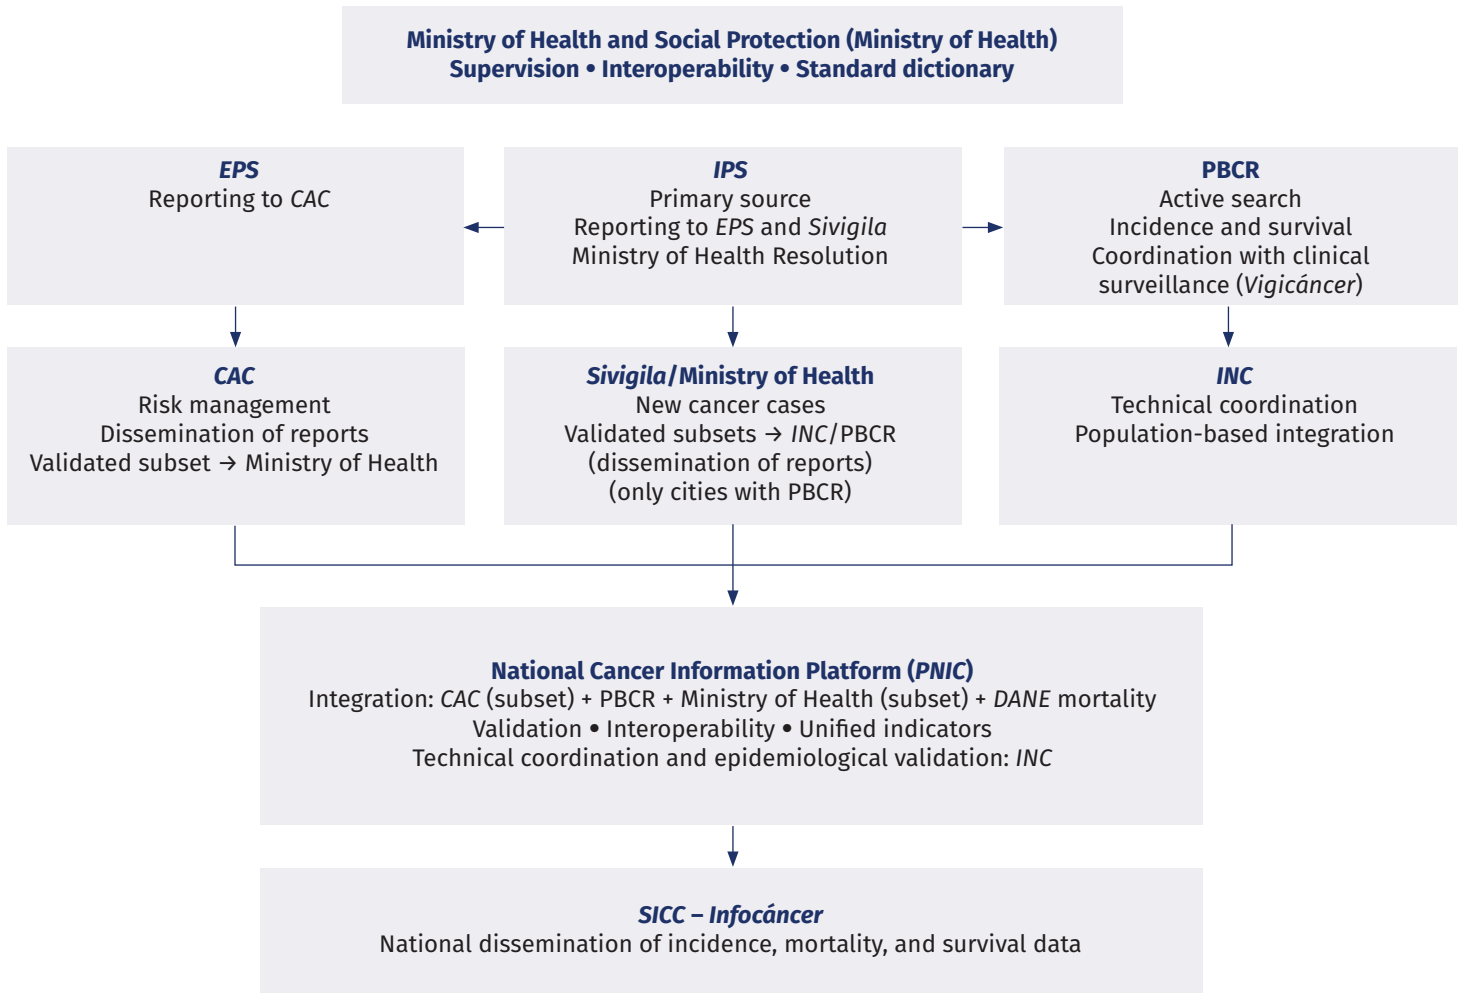 Ministry of Health and Social Protection (Ministry of Health)
Supervision • Interoperability • Standard dictionary
EPS
Reporting to CAC
IPS
Primary source
Reporting to EPS and Sivigila
Ministry of Health Resolution
PBCR
Active search
Incidence and survival
Coordination with clinical
surveillance (Vigicáncer)
CAC
Risk management
Dissemination of reports
Validated subset → Ministry of Health
Sivigila/Ministry of Health
New cancer cases
Validated subsets → INC/PBCR
(dissemination of reports)
(only cities with PBCR)
INC
Technical coordination
Population-based integration
National Cancer Information Platform (PNIC)
Integration: CAC (subset) + PBCR + Ministry of Health (subset) + DANE mortality
Validation • Interoperability • Unified indicators
Technical coordination and epidemiological validation: INC
SICC – Infocáncer
National dissemination of incidence, mortality, and survival data